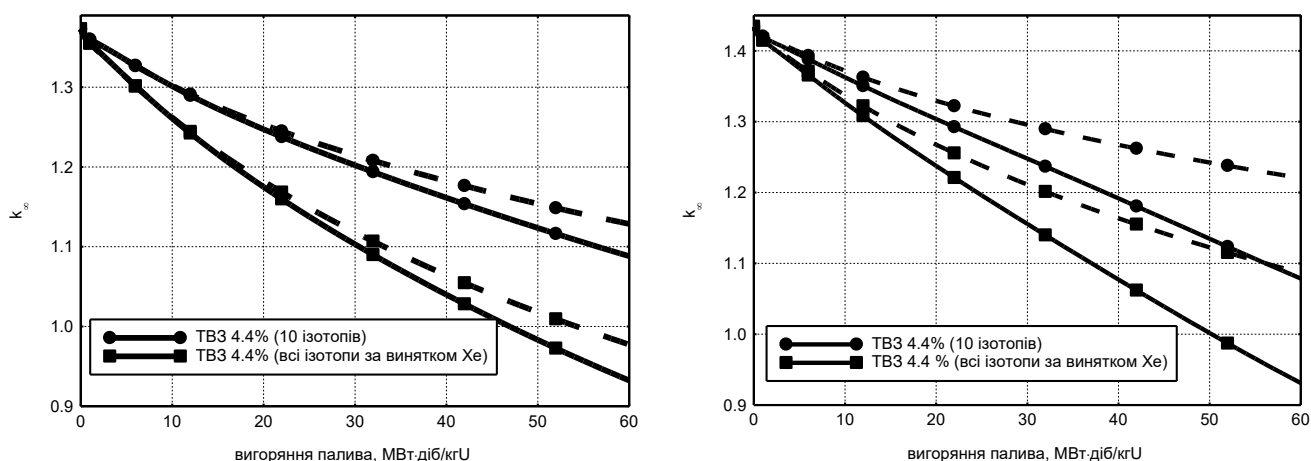 1.3
1.2
1.1
1.0
0.9
k∞
ТВЗ 4.4% (10 ізотопів)
ТВЗ 4.4% (всі ізотопи за винятком Xe)
0 10 20 30 40 50 60
вигоряння палива, МВт·діб/кгU
1.4
1.3
1.2
1.1
1.0
0.9
k∞
ТВЗ 4.4% (10 ізотопів)
ТВЗ 4.4 % (всі ізотопи за винятком Xe)
0 10 20 30 40 50 60
вигоряння палива, МВт·діб/кгU